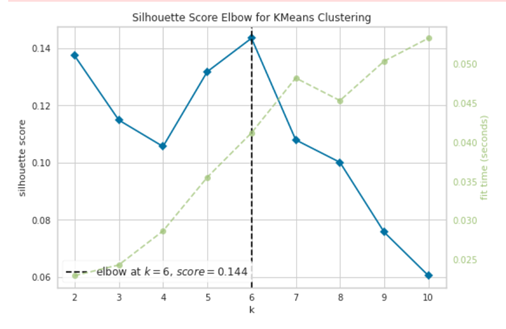 Silhouette Score Elbow for KMeans Clustering
silhouette score
0.14
0.12
0.10
0.08
0.06
0.050
0.045
0.040
0.035
0.030
0.025
fit time (seconds)
elbow at k = 6, score = 0.144
2 3 4 5 6 7 8 9 10
k